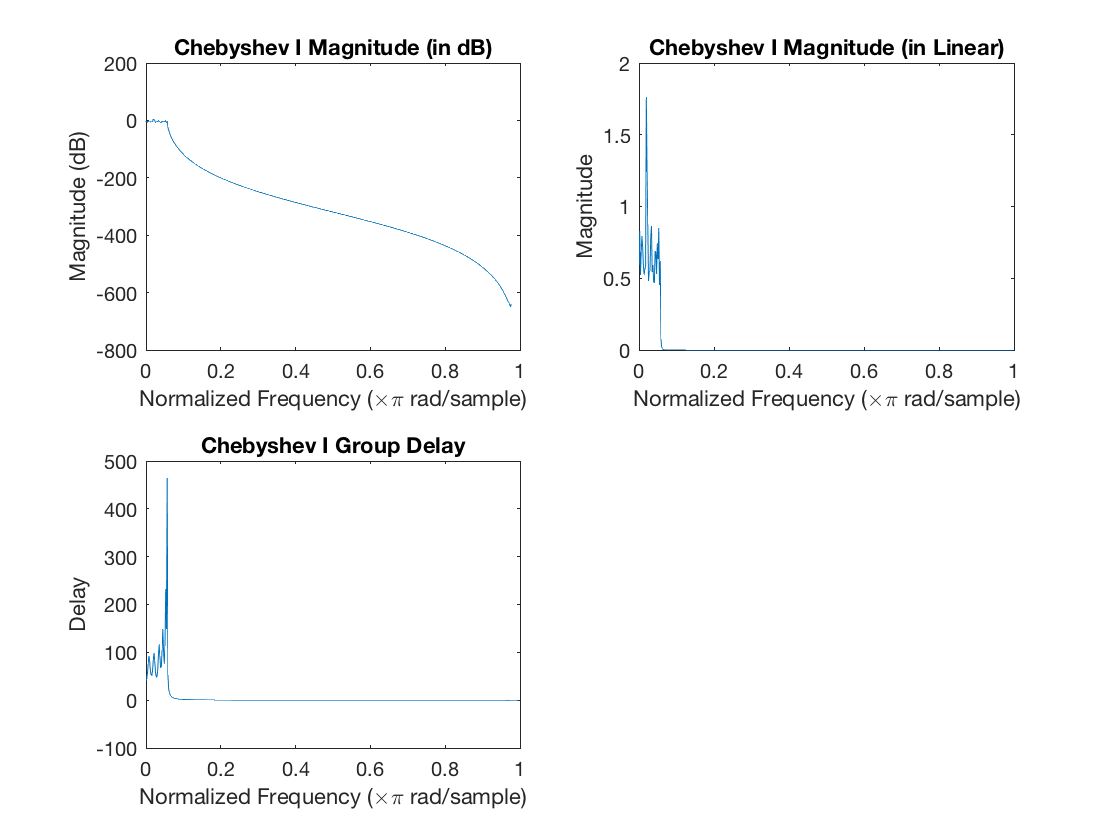 Chebyshev I Magnitude (in dB)
200
0
-200
-400
-600
-800
Magnitude (dB)
0 0.2 0.4 0.6 0.8 1
Normalized Frequency (×π rad/sample)
Chebyshev I Magnitude (in Linear)
2
1.5
1
0.5
0
Magnitude
0 0.2 0.4 0.6 0.8 1
Normalized Frequency (×π rad/sample)
Chebyshev I Group Delay
500
400
300
200
100
0
-100
Delay
0 0.2 0.4 0.6 0.8 1
Normalized Frequency (×π rad/sample)